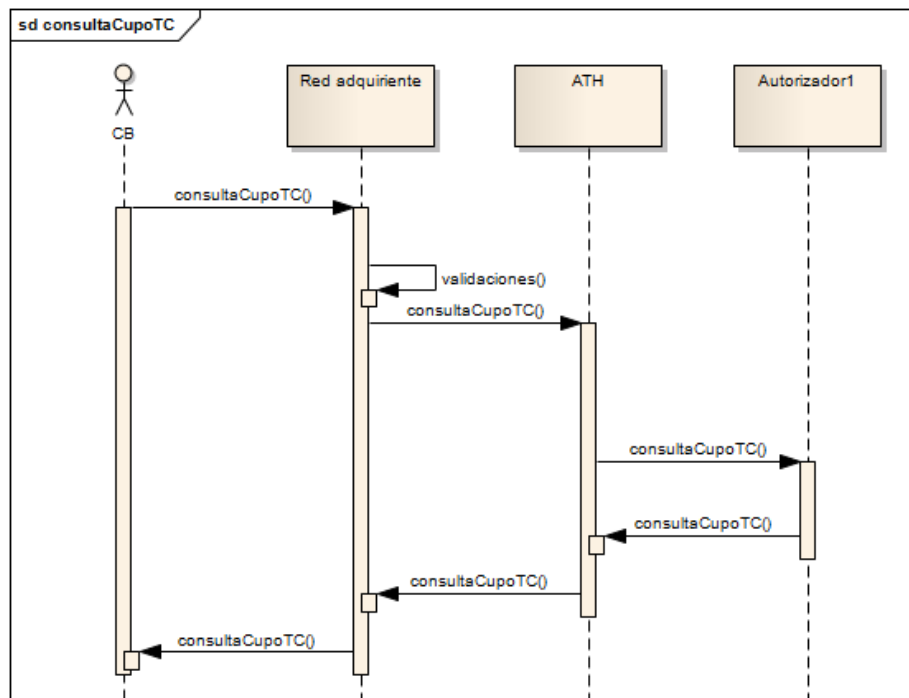 sd consultaCupoTC
CB
Red adquiriente
ATH
Autorizador1
consultaCupoTC()
validaciones()
consultaCupoTC()
consultaCupoTC()
consultaCupoTC()
consultaCupoTC()
consultaCupoTC()